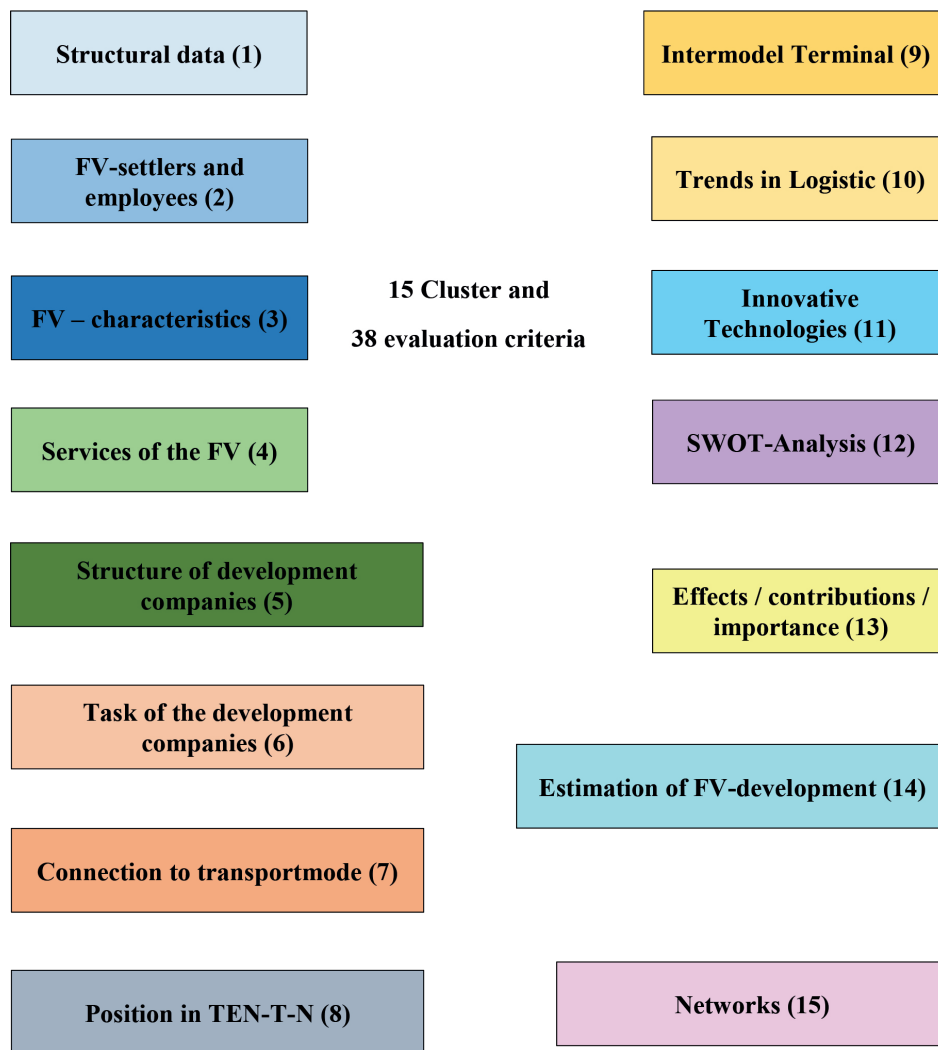 Structural data (1)
FV-settlers and
employees (2)
FV – characteristics (3)
Services of the FV (4)
Structure of development
companies (5)
Task of the development
companies (6)
Connection to transportmode (7)
Position in TEN-T-N (8)
15 Cluster and
38 evaluation criteria
Intermodel Terminal (9)
Trends in Logistic (10)
Innovative
Technologies (11)
SWOT-Analysis (12)
Effects / contributions /
importance (13)
Estimation of FV-development (14)
Networks (15)